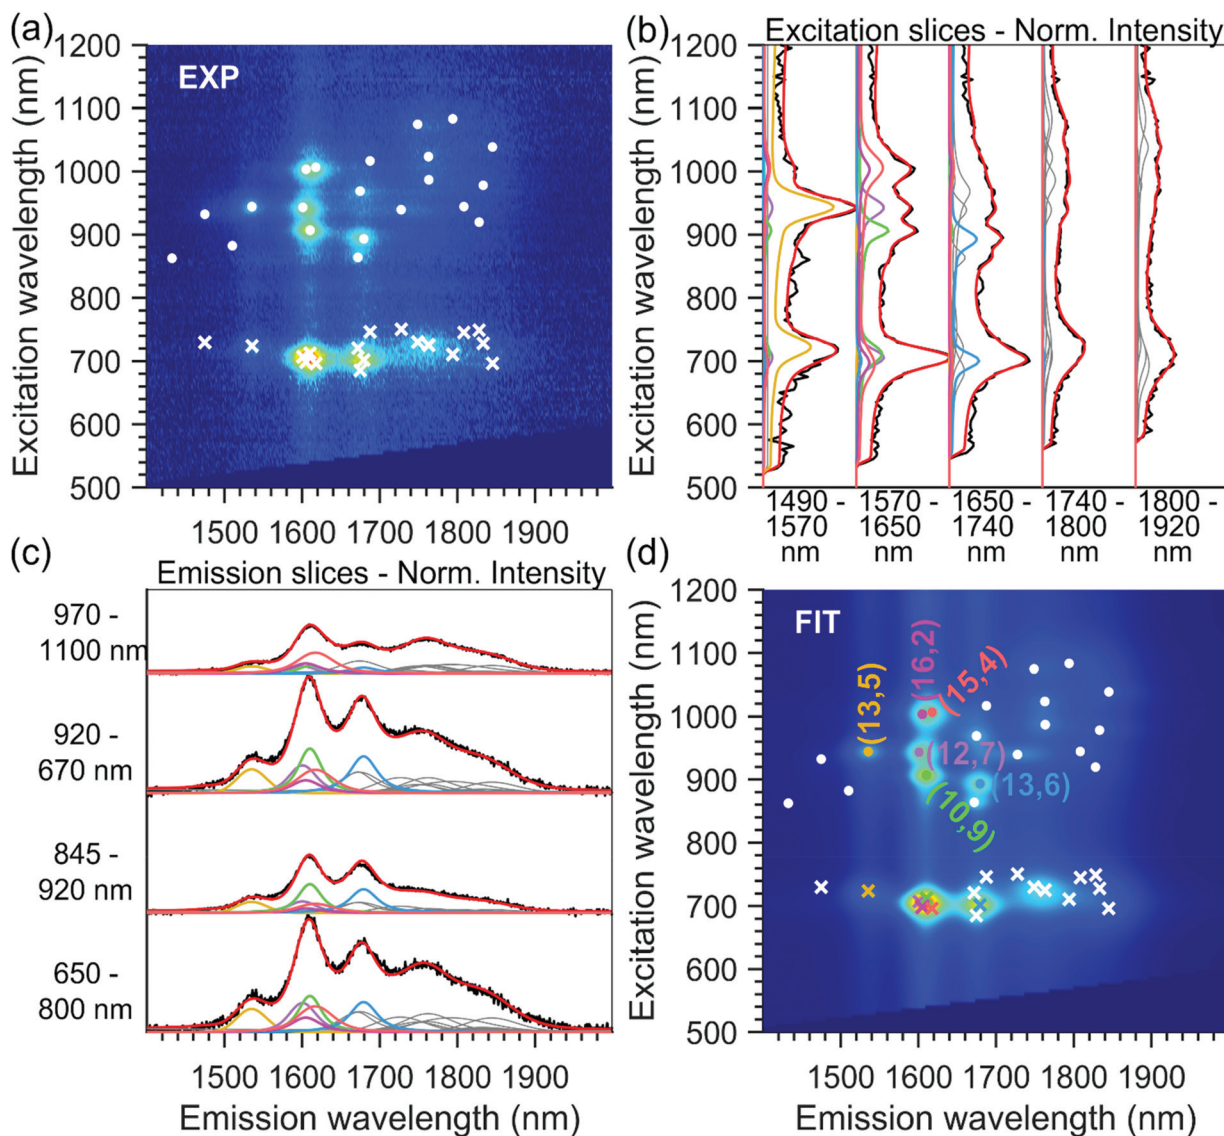 (a)
EXP
Excitation wavelength (nm)
1200
1100
1000
900
800
700
600
500
1500 1600 1700 1800 1900
(b)
Excitation slices - Norm. Intensity
Excitation wavelength (nm)
1200
1100
1000
900
800
700
600
500
1490 - 1570 - 1650 - 1740 - 1800 -
1570 1650 1740 1800 1920
nm nm nm nm nm
(c)
Emission slices - Norm. Intensity
970 -
1100 nm
920 -
670 nm
845 -
920 nm
650 -
800 nm
1500 1600 1700 1800 1900
Emission wavelength (nm)
(d)
FIT
Excitation wavelength (nm)
1200
1100
1000
900
800
700
600
500
(13,5)
(16,2)
(15,4)
(12,7)
(13,6)
(10,9)
1500 1600 1700 1800 1900
Emission wavelength (nm)